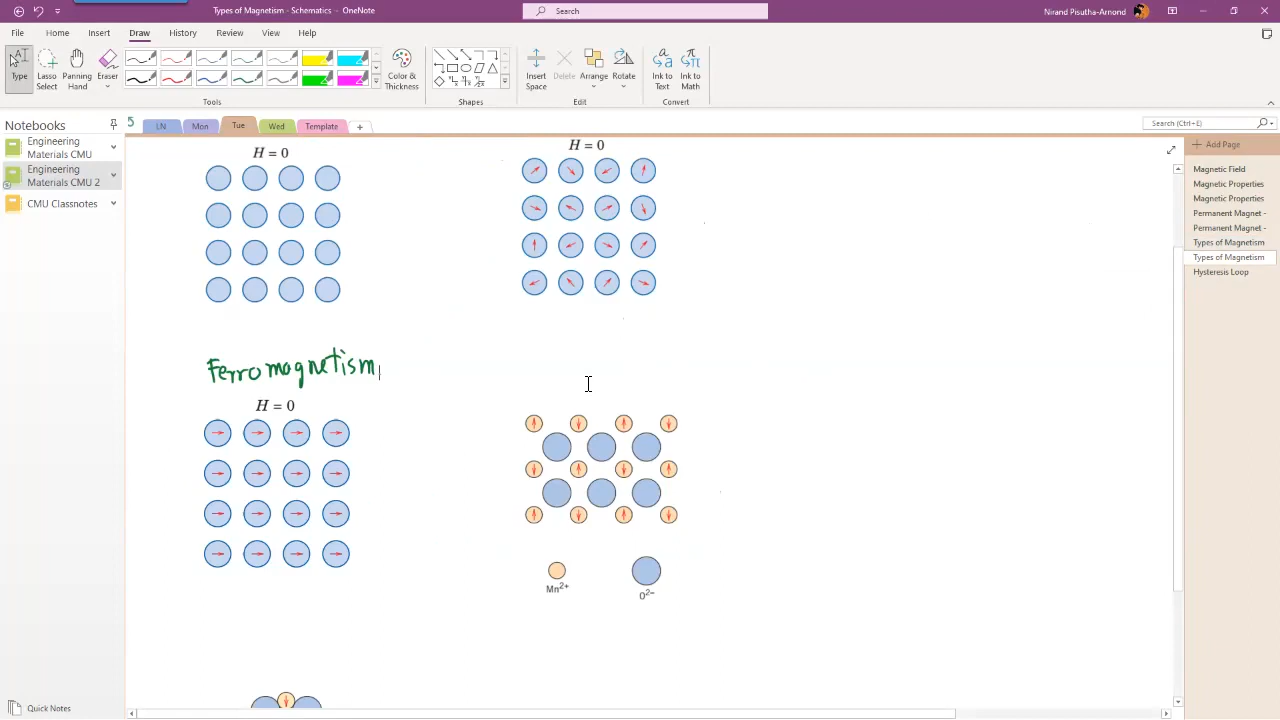 Types of Magnetism - Schematics - OneNote
Search
Nirand Pisutha-Arnond
File Home Insert Draw History Review View Help
Type
Lasso Select
Panning Hand
Eraser
Color & Thickness
Insert Space
Delete
Arrange
Rotate
Ink to Text
Ink to Math
Tools
Shapes
Edit
Convert
Notebooks
Engineering Materials CMU
Engineering Materials CMU 2
CMU Classnotes
Quick Notes
5 LN Mon Tue Wed Template +
Search (Ctrl+E)
Add Page
Magnetic Field
Magnetic Properties
Magnetic Properties
Permanent Magnet -
Permanent Magnet -
Types of Magnetism
Types of Magnetism
Hysteresis Loop
H = 0
H = 0
Ferromagnetism
H = 0
Mn2+
O2−